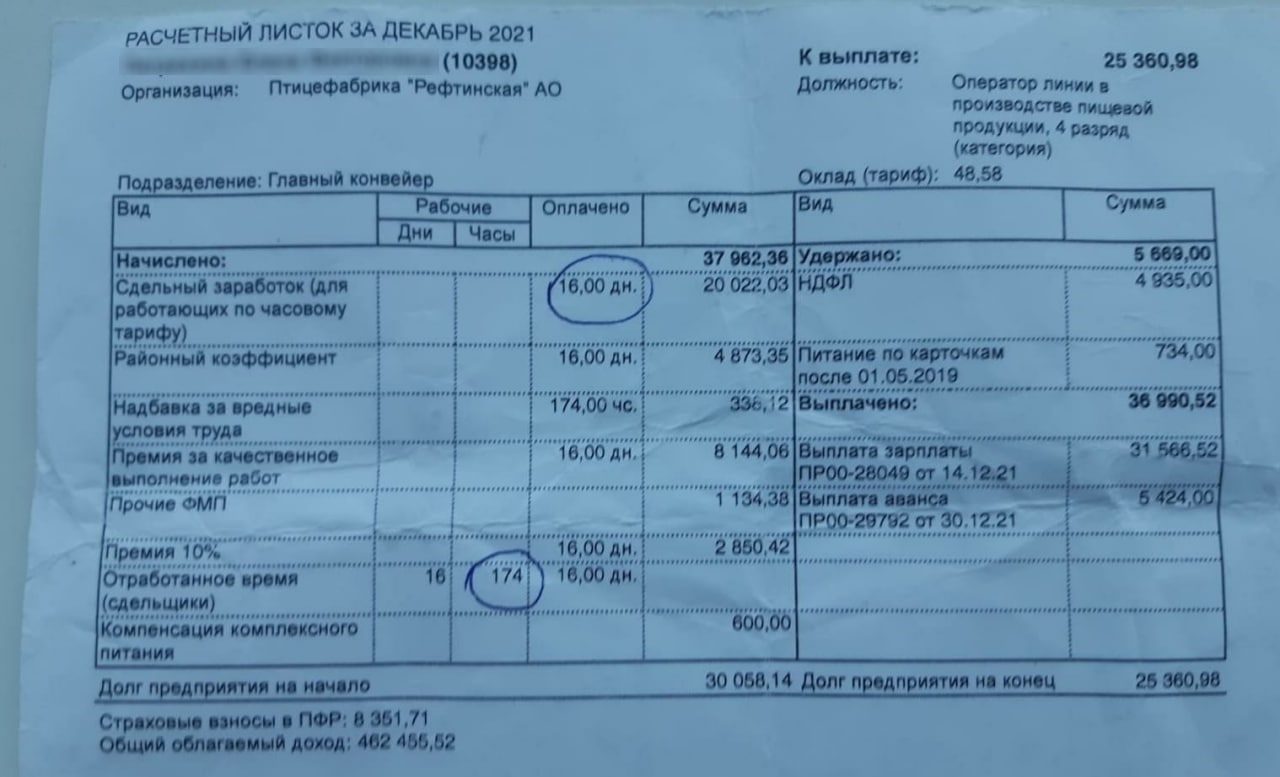 РАСЧЕТНЫЙ ЛИСТОК ЗА ДЕКАБРЬ 2021
(10398)
К выплате: 25 360,98
Организация: Птицефабрика "Рефтинская" АО
Должность: Оператор линии в
производстве пищевой
продукции, 4 разряд
(категория)
Подразделение: Главный конвейер
Оклад (тариф): 48,58
Вид Рабочие Оплачено Сумма Вид Сумма
Дни Часы
Начислено: 37 962,36 Удержано: 5 669,00
Сдельный заработок (для 16,00 дн. 20 022,03 НДФЛ 4 935,00
работающих по часовому
тарифу)
Районный коэффициент 16,00 дн. 4 873,35 Питание по карточкам 734,00
после 01.05.2019
Надбавка за вредные 174,00 чс. 338,12 Выплачено: 36 990,52
условия труда
Премия за качественное 16,00 дн. 8 144,06 Выплата зарплаты 31 566,52
выполнение работ ПР00-28049 от 14.12.21
Прочие ФМП 1 134,38 Выплата аванса 5 424,00
ПР00-29792 от 30.12.21
Премия 10% 16,00 дн. 2 850,42
Отработанное время 16 174 16,00 дн.
(сдельщики)
Компенсация комплексного 600,00
питания
Долг предприятия на начало 30 058,14 Долг предприятия на конец 25 360,98
Страховые взносы в ПФР: 8 351,71
Общий облагаемый доход: 462 455,52